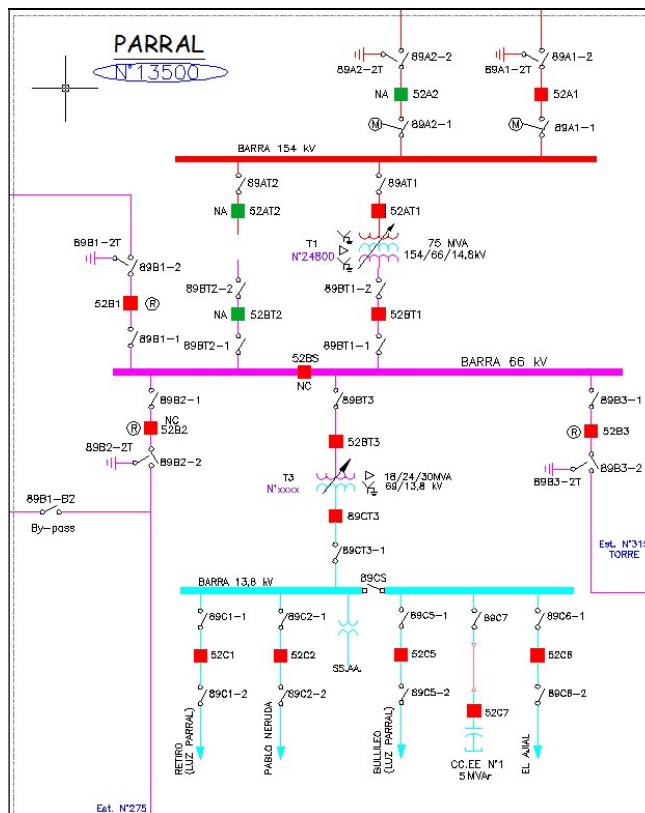 PARRAL
N°13500
89A2-2
89A2-2T
NA
52A2
M
89A2-1
89A1-2
89A1-2T
52A1
M
89A1-1
BARRA 154 kV
89AT2
NA
52AT2
89AT1
52AT1
T1
N°24800
75 MVA
154/66/14,8kV
89B1-2T
89B1-2
52B1
R
89B1-1
89BT2-2
NA
52BT2
89BT2-1
89BT1-2
52BT1
89BT1-1
52BS
NC
BARRA 66 kV
89B2-1
NC
R
52B2
89B2-2T
89B2-2
89B1-B2
By-pass
89BT3
52BT3
T3
N°xxxx
18/24/30MVA
69/13,8 kV
89CT3
89CT3-1
89B3-1
R
52B3
89B3-2
89B3-2T
Est. N°319
TORRE
BARRA 13,8 kV
89CS
89C1-1
52C1
89C1-2
RETIRO
(LUZ PARRAL)
89C2-1
52C2
89C2-2
PABLO NERUDA
SS.AA.
89C5-1
52C5
89C5-2
BULLILEO
(LUZ PARRAL)
89C7
52C7
CC.EE N°1
5 MVAr
89C6-1
52C6
89C6-2
EL AJIAL
Est. N°275